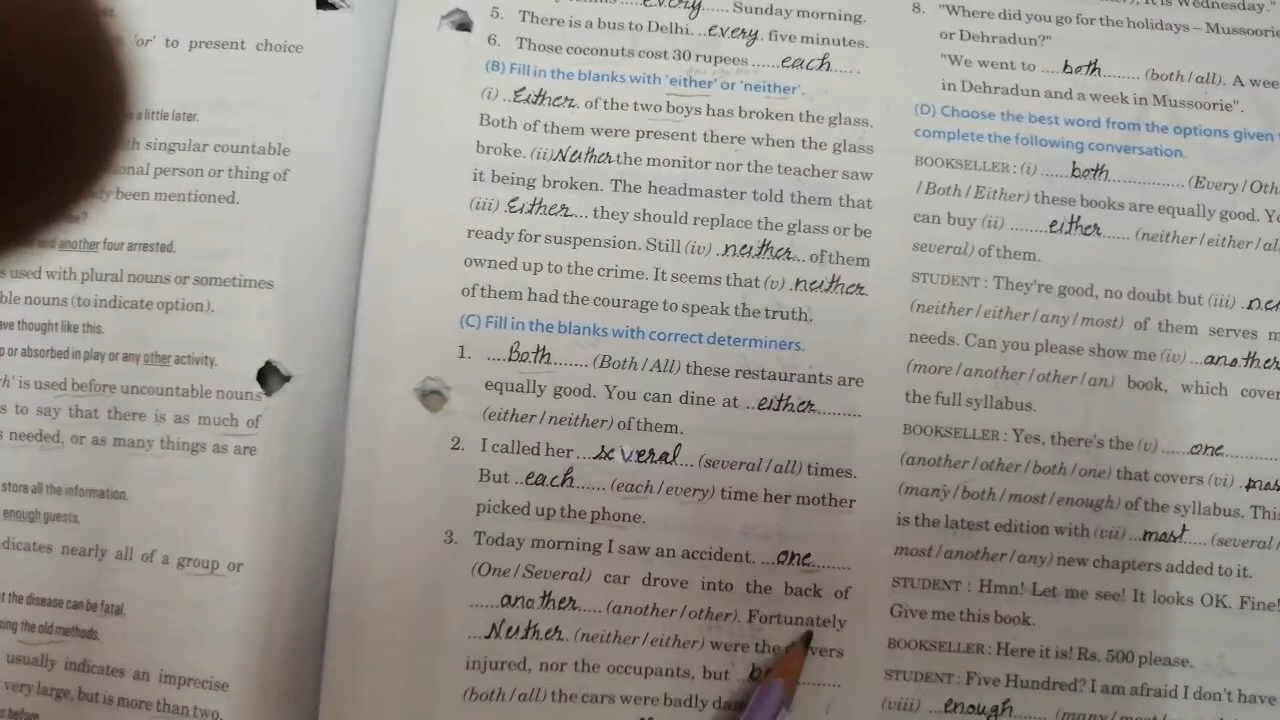 'or' to present choice
a little later.
singular countable
person or thing of
been mentioned.
and another four arrested.
used with plural nouns or sometimes
nouns (to indicate option).
thought like this.
or absorbed in play or any other activity.
is used before uncountable nouns
to say that there is as much of
needed, or as many things as are
store all the information.
enough guests.
dicates nearly all of a group or
the disease can be fatal.
the old methods.
usually indicates an imprecise
very large, but is more than two.
every...... Sunday morning.
5. There is a bus to Delhi...every. five minutes.
6. Those coconuts cost 30 rupees ......each......
(B) Fill in the blanks with 'either' or 'neither'.
(i) ..Either. of the two boys has broken the glass.
Both of them were present there when the glass
broke. (ii)Neither the monitor nor the teacher saw
it being broken. The headmaster told them that
(iii) Either... they should replace the glass or be
ready for suspension. Still (iv) .neither... of them
owned up to the crime. It seems that (v) .neither.
of them had the courage to speak the truth.
(C) Fill in the blanks with correct determiners.
1. ....Both....... (Both / All) these restaurants are
equally good. You can dine at ..either..........
(either / neither) of them.
2. I called her ...several... (several / all) times.
But ..each...... (each / every) time her mother
picked up the phone.
3. Today morning I saw an accident. ...one.........
(One / Several) car drove into the back of
......another..... (another / other). Fortunately
...Neither. (neither / either) were the
injured, nor the occupants, but
(both / all) the cars were badly
is Wednesday."
8. "Where did you go for the holidays – Mussoorie
or Dehradun?"
"We went to ....both......... (both / all). A
in Dehradun and a week in Mussoorie".
(D) Choose the best word from the options given
complete the following conversation.
BOOKSELLER : (i) ......both............... (Every /
/ Both / Either) these books are equally good.
can buy (ii) ........either...... (neither / either /
several) of them.
STUDENT : They're good, no doubt but (iii)
(neither / either / any / most) of them serves
needs. Can you please show me (iv) ...another
(more / another / other / an) book, which
the full syllabus.
BOOKSELLER : Yes, there's the (v) ......one............
(another / other / both / one) that covers (vi)
(many / both / most / enough) of the syllabus.
is the latest edition with (vii) ...most..... (several /
most / another / any) new chapters added to it.
STUDENT : Hmn! Let me see! It looks OK. Fine!
Give me this book.
BOOKSELLER : Here it is! Rs. 500 please.
STUDENT : Five Hundred? I am afraid I don't have
(viii) ...enough......